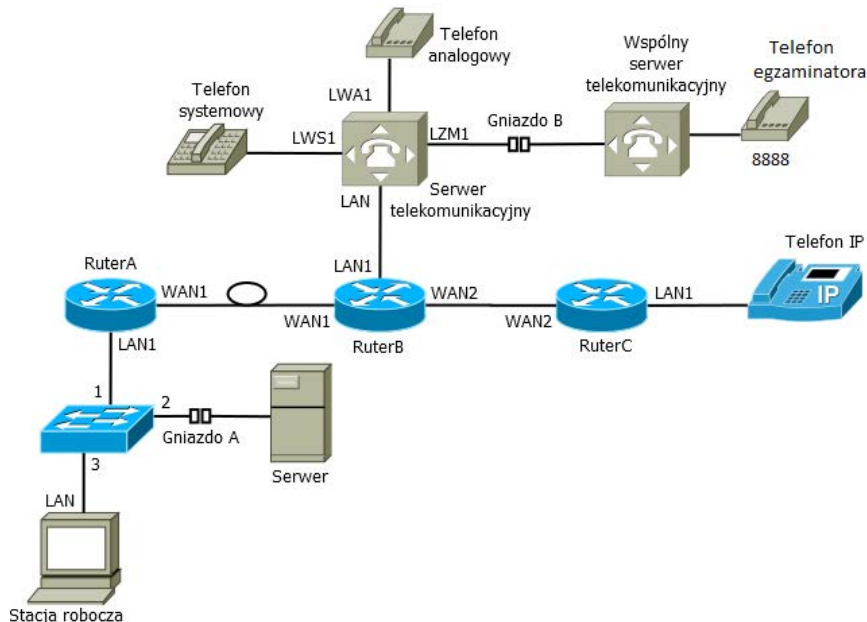 Telefon
analogowy
Wspólny
serwer
telekomunikacyjny
Telefon
egzaminatora
Telefon
systemowy
LWA1
LWS1
LZM1
Gniazdo B
8888
LAN
Serwer
telekomunikacyjny
Telefon IP
RuterA
LAN1
WAN1
WAN1
WAN2
WAN2
LAN1
IP
RuterB
RuterC
LAN1
1
2
Gniazdo A
3
Serwer
LAN
Stacja robocza